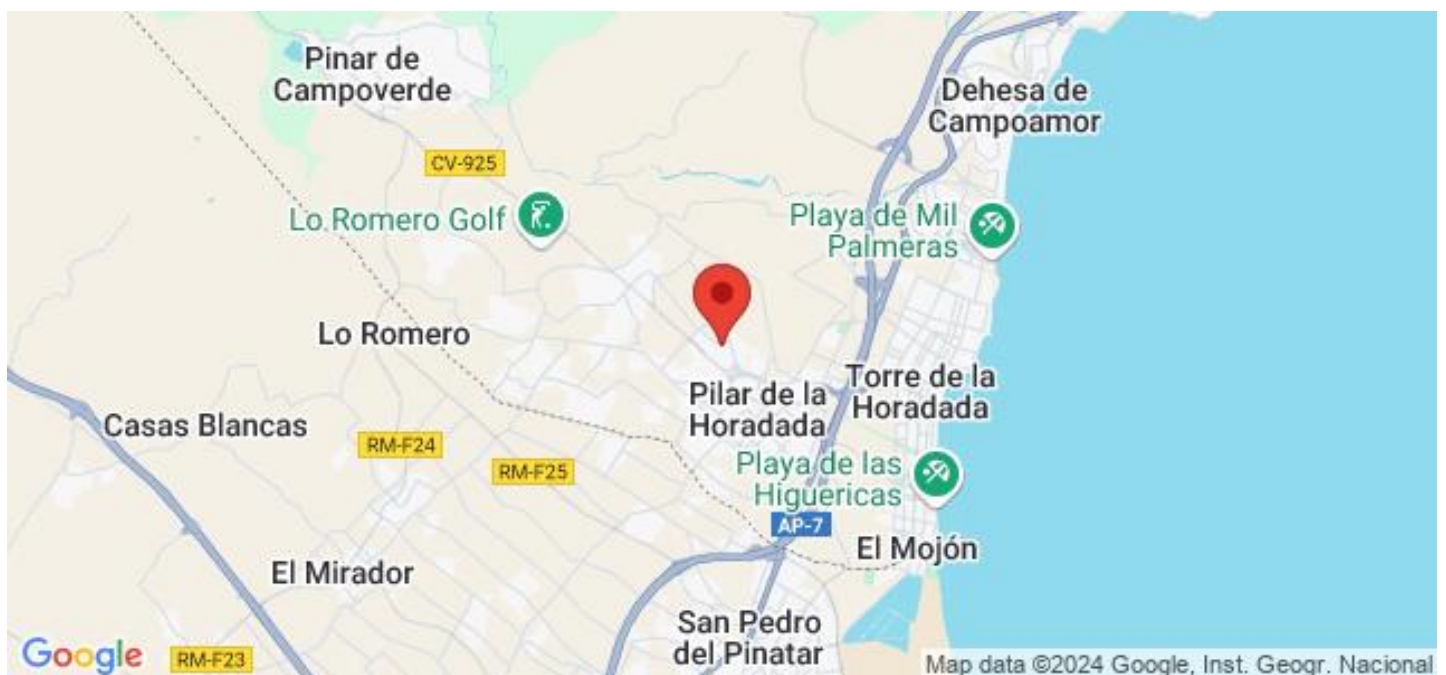 Pinar de
Campoverde
Dehesa de
Campoamor
CV-925
Lo Romero Golf
Playa de Mil
Palmeras
Lo Romero
Pilar de la
Horadada
Torre de la
Horadada
Casas Blancas
RM-F24
RM-F25
Playa de las
Higuericas
AP-7
El Mojón
El Mirador
San Pedro
del Pinatar
Google
RM-F23
Map data ©2024 Google, Inst. Geogr. Nacional